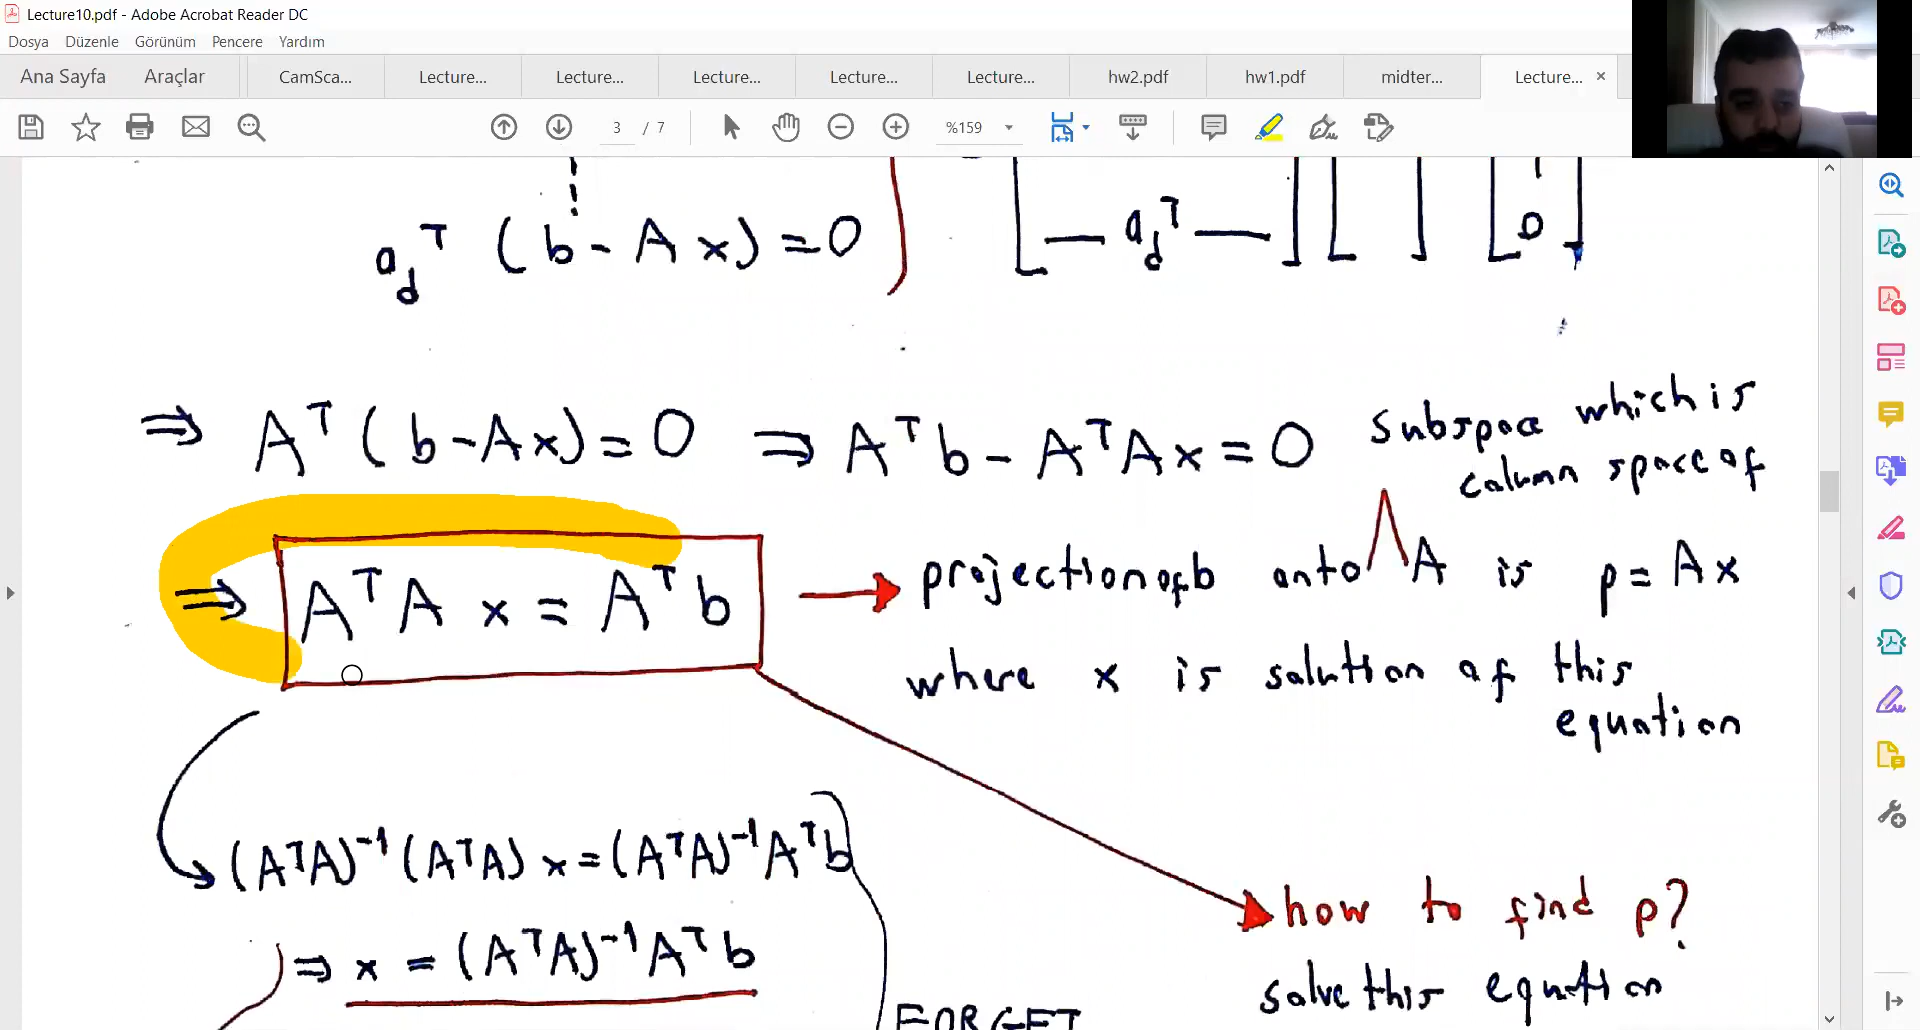 Lecture10.pdf - Adobe Acrobat Reader DC
Dosya Düzenle Görünüm Pencere Yardım
Ana Sayfa Araçlar CamSca... Lecture... Lecture... Lecture... Lecture... Lecture... hw2.pdf hw1.pdf midter... Lecture... ×
3 / 7 %159
a_d^T (b - A x) = 0
— a_d^T — 0
⇒ A^T (b - Ax) = 0 ⇒ A^T b - A^T A x = 0
subspace which is
column space of
⇒ A^T A x = A^T b → projection of b onto A is p = Ax
where x is solution of this
equation
(A^T A)^-1 (A^T A) x = (A^T A)^-1 A^T b
how to find p?
⇒ x = (A^T A)^-1 A^T b
solve this equation
FORGET